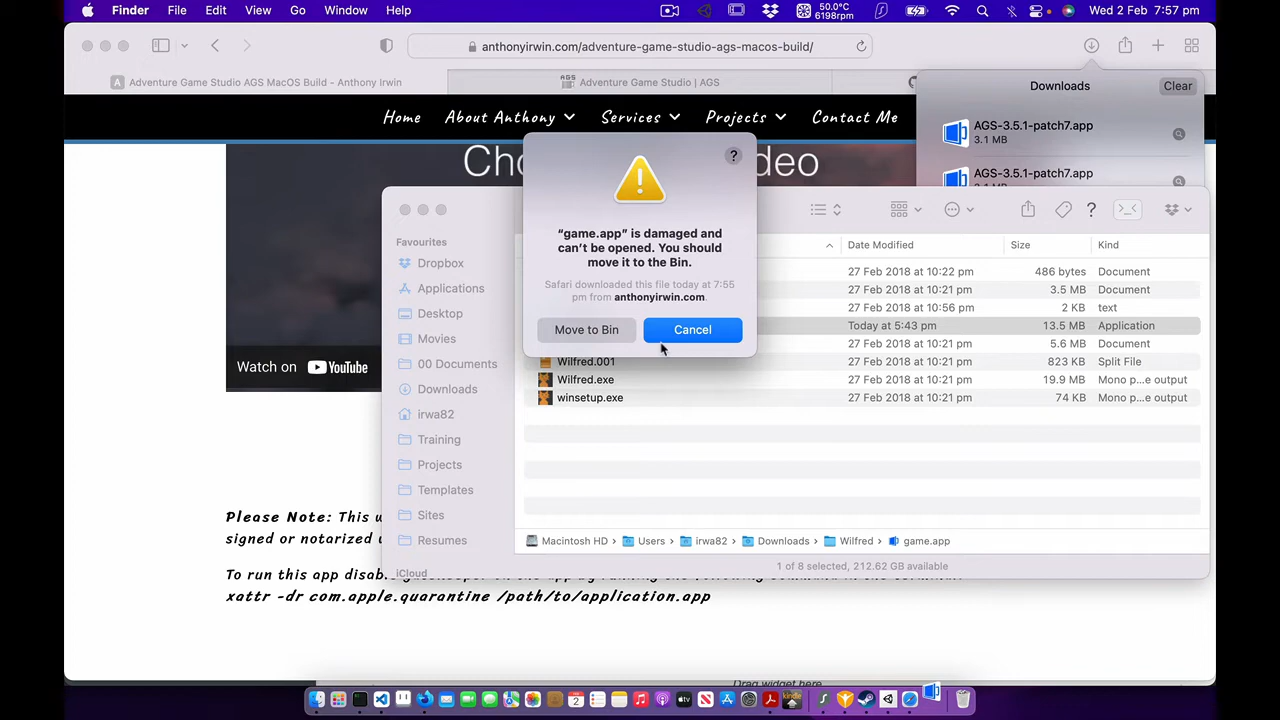 Finder File Edit View Go Window Help
50.0°C
6198rpm
Wed 2 Feb 7:57 pm
anthonyirwin.com/adventure-game-studio-ags-macos-build/
Adventure Game Studio AGS MacOS Build - Anthony Irwin
Adventure Game Studio | AGS
Downloads
Clear
AGS-3.5.1-patch7.app
3.1 MB
AGS-3.5.1-patch7.app
Home About Anthony Services Projects Contact Me
Watch on YouTube
“game.app” is damaged and
can’t be opened. You should
move it to the Bin.
Safari downloaded this file today at 7:55
pm from anthonyirwin.com.
Move to Bin
Cancel
Favourites
Dropbox
Applications
Desktop
Movies
00 Documents
Downloads
irwa82
Training
Projects
Templates
Sites
Resumes
iCloud
Date Modified Size Kind
27 Feb 2018 at 10:22 pm 486 bytes Document
27 Feb 2018 at 10:21 pm 3.5 MB Document
27 Feb 2018 at 10:56 pm 2 KB text
Today at 5:43 pm 13.5 MB Application
27 Feb 2018 at 10:21 pm 5.6 MB Document
Wilfred.001 27 Feb 2018 at 10:21 pm 823 KB Split File
Wilfred.exe 27 Feb 2018 at 10:21 pm 19.9 MB Mono p...e output
winsetup.exe 27 Feb 2018 at 10:21 pm 74 KB Mono p...e output
Macintosh HD › Users › irwa82 › Downloads › Wilfred › game.app
1 of 8 selected, 212.62 GB available
Please Note: This
signed or notarized
To run this app
xattr -dr com.apple.quarantine /path/to/application.app